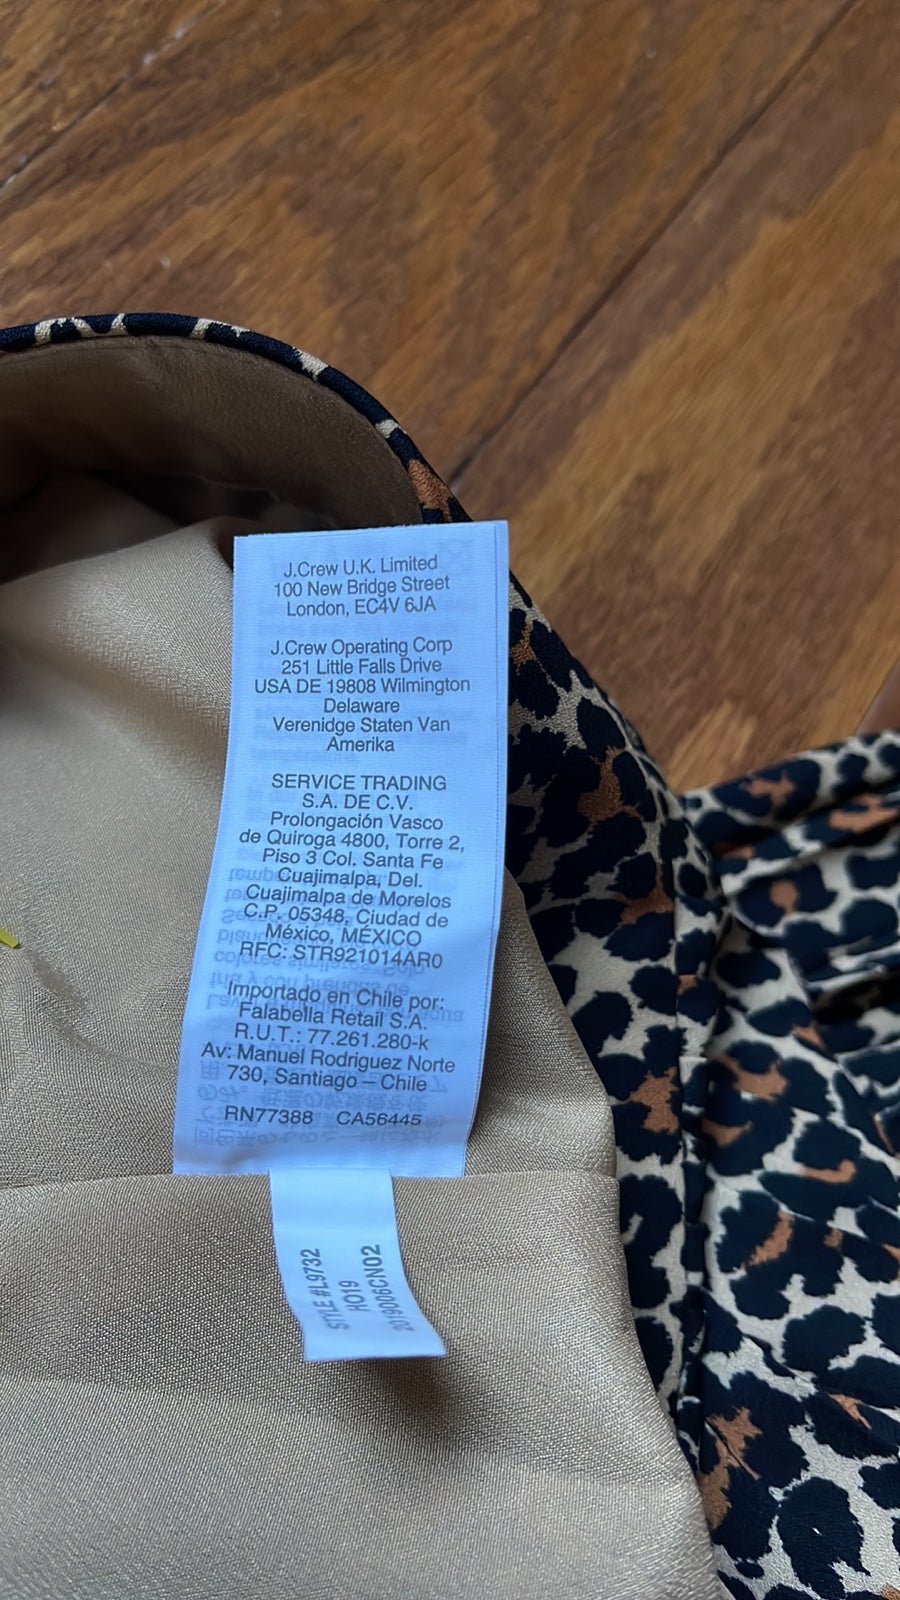 J.Crew U.K. Limited
100 New Bridge Street
London, EC4V 6JA
J.Crew Operating Corp
251 Little Falls Drive
USA DE 19808 Wilmington
Delaware
Verenidge Staten Van
Amerika
SERVICE TRADING
S.A. DE C.V.
Prolongación Vasco
de Quiroga 4800, Torre 2,
Piso 3 Col. Santa Fe
Cuajimalpa, Del.
Cuajimalpa de Morelos
C.P. 05348, Ciudad de
México, MÉXICO
RFC: STR921014AR0
Importado en Chile por:
Falabella Retail S.A.
R.U.T.: 77.261.280-k
Av: Manuel Rodriguez Norte
730, Santiago – Chile
RN77388 CA56445
STYLE #L9732
HO19
2019006CN02